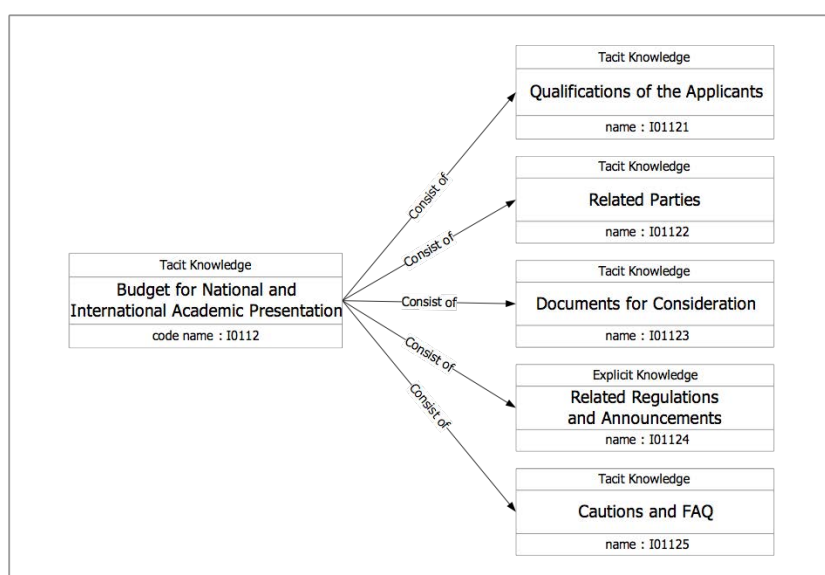 Tacit Knowledge
Qualifications of the Applicants
name : I01121
Consist of
Tacit Knowledge
Related Parties
name : I01122
Consist of
Tacit Knowledge
Budget for National and
International Academic Presentation
code name : I0112
Consist of
Tacit Knowledge
Documents for Consideration
name : I01123
Consist of
Explicit Knowledge
Related Regulations
and Announcements
name : I01124
Consist of
Tacit Knowledge
Cautions and FAQ
name : I01125